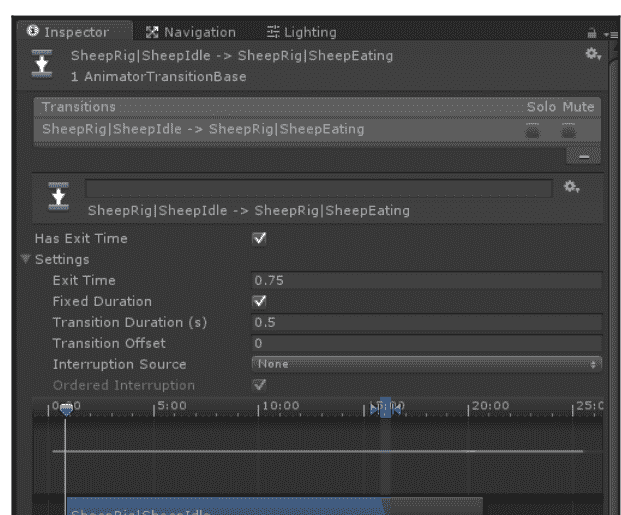 Inspector Navigation Lighting
SheepRig|SheepIdle -> SheepRig|SheepEating
1 AnimatorTransitionBase
Transitions Solo Mute
SheepRig|SheepIdle -> SheepRig|SheepEating
SheepRig|SheepIdle -> SheepRig|SheepEating
Has Exit Time
Settings
Exit Time 0.75
Fixed Duration
Transition Duration (s) 0.5
Transition Offset 0
Interruption Source None
Ordered Interruption
5:00 10:00 20:00
SheepRig|SheepIdle